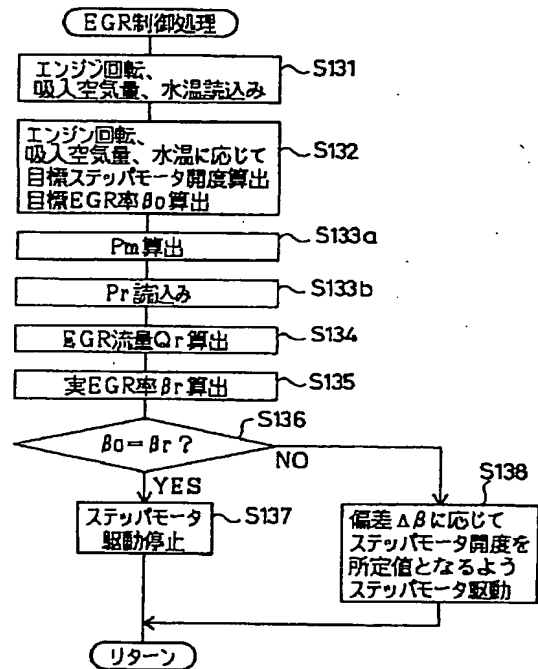 EGR制御処理
エンジン回転、
吸入空気量、水温読込み
S131
エンジン回転、
吸入空気量、水温に応じて
目標ステッパモータ開度算出
目標EGR率βo算出
S132
Pm算出
S133a
Pr読込み
S133b
EGR流量Qr算出
S134
実EGR率βr算出
S135
βo=βr?
S136
NO
YES
ステッパモータ
駆動停止
S137
偏差Δβに応じて
ステッパモータ開度を
所定値となるよう
ステッパモータ駆動
S138
リターン